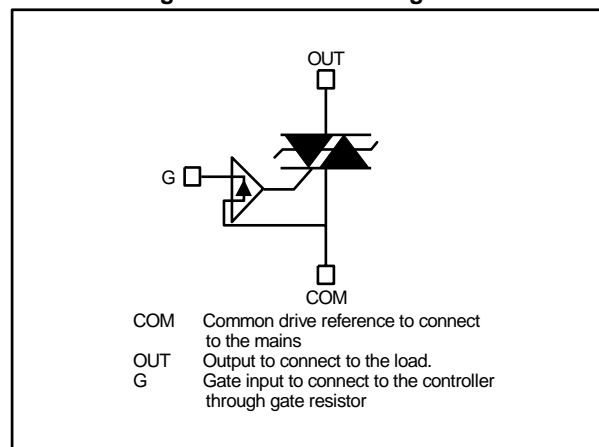 OUT
G
COM
COM Common drive reference to connect
to the mains
OUT Output to connect to the load.
G Gate input to connect to the controller
through gate resistor